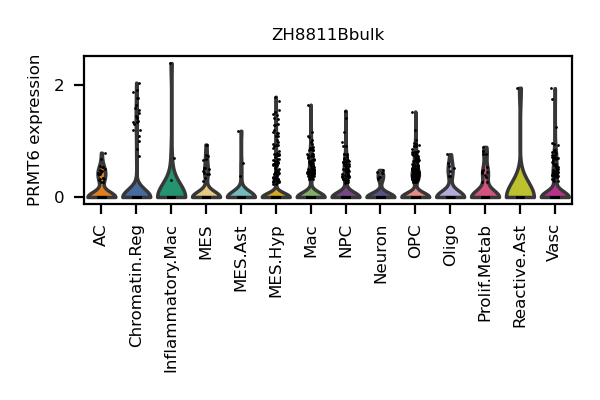 ZH8811Bbulk
PRMT6 expression
2
0
AC
Chromatin.Reg
Inflammatory.Mac
MES
MES.Ast
MES.Hyp
Mac
NPC
Neuron
OPC
Oligo
Prolif.Metab
Reactive.Ast
Vasc